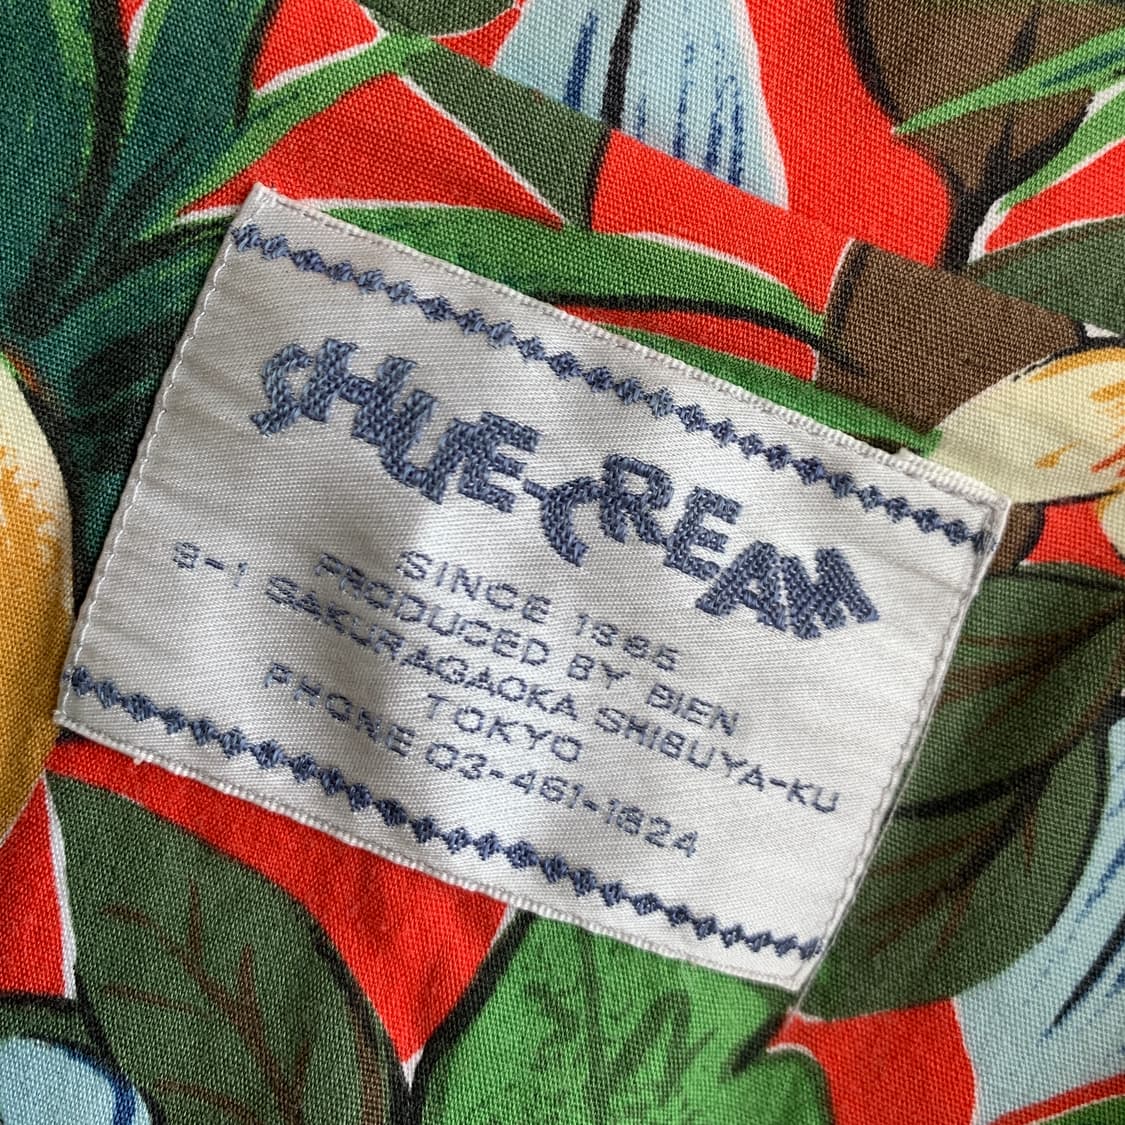 SHUE-CREAM
SINCE 1985
PRODUCED BY BIEN
8-1 SAKURAGAOKA SHIBUYA-KU
TOKYO
PHONE 03-461-1824